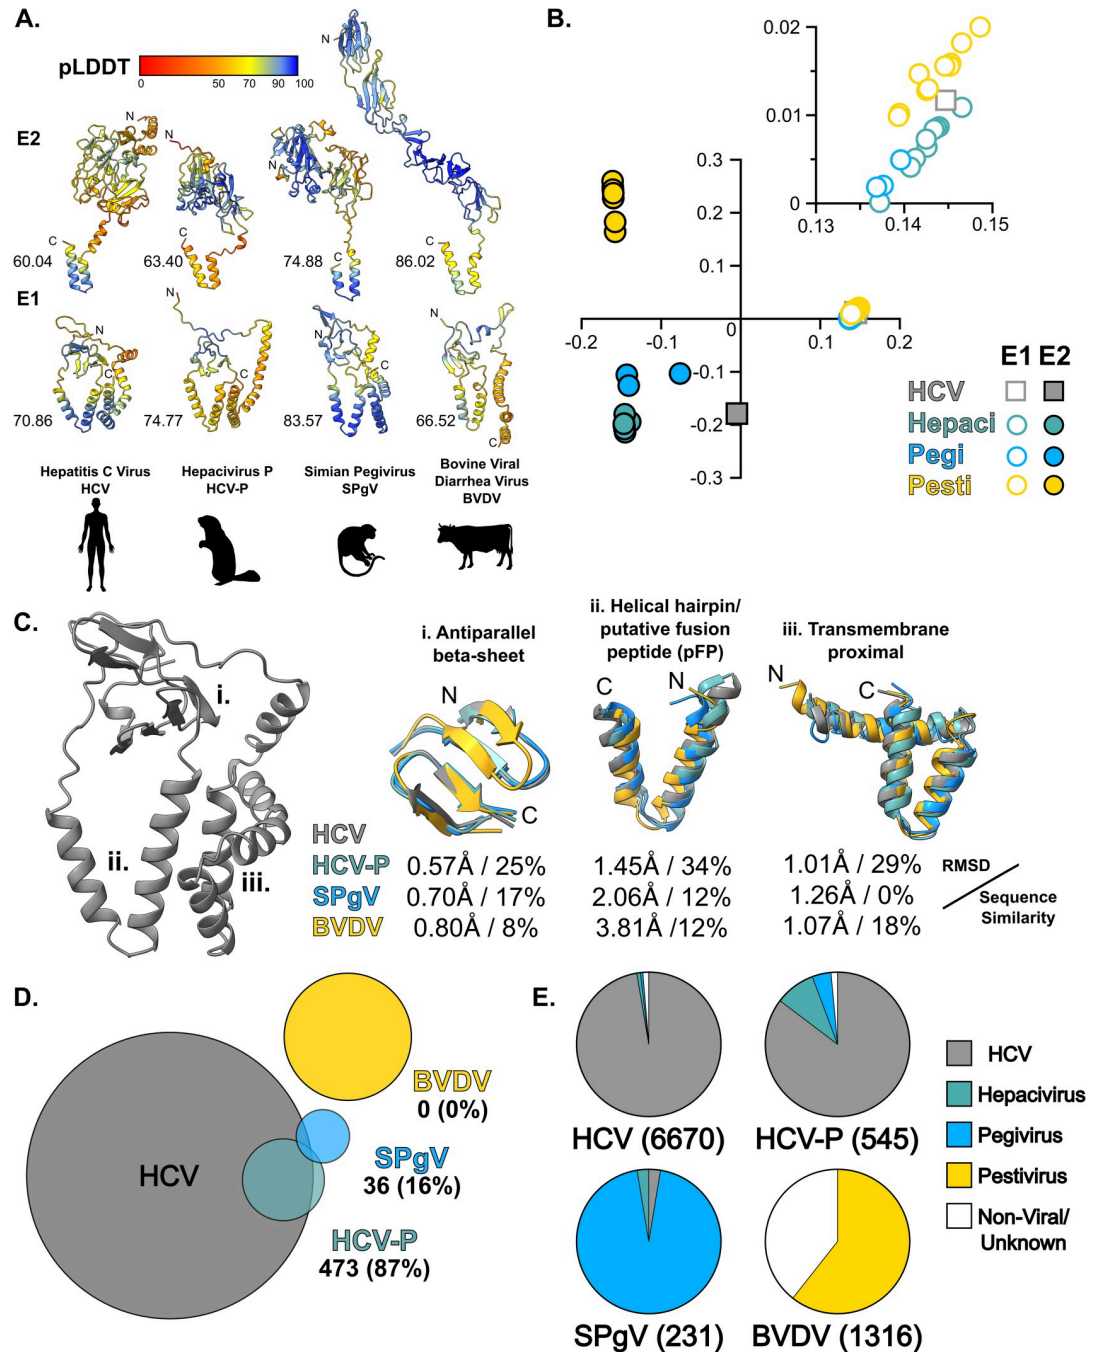 A.
pLDDT
0 50 70 90 100
N
E2
N
N
N
C
C
C
C
60.04
63.40
74.88
86.02
E1
N
N
N
N
C
C
C
C
70.86
74.77
83.57
66.52
Hepatitis C Virus
HCV
Hepacivirus P
HCV-P
Simian Pegivirus
SPgV
Bovine Viral
Diarrhea Virus
BVDV
B.
0.02
0.01
0
0.13 0.14 0.15
0.3
0.2
0.1
0
-0.2 -0.1 0.1 0.2
-0.1
-0.2
-0.3
E1 E2
HCV
Hepaci
Pegi
Pesti
C.
i.
ii.
iii.
i. Antiparallel
beta-sheet
N
C
ii. Helical hairpin/
putative fusion
peptide (pFP)
C N
iii. Transmembrane
proximal
N
C
HCV
HCV-P 0.57Å / 25% 1.45Å / 34% 1.01Å / 29%
SPgV 0.70Å / 17% 2.06Å / 12% 1.26Å / 0%
BVDV 0.80Å / 8% 3.81Å /12% 1.07Å / 18%
RMSD
Sequence
Similarity
D.
HCV
BVDV
0 (0%)
SPgV
36 (16%)
HCV-P
473 (87%)
E.
HCV (6670)
HCV-P (545)
SPgV (231)
BVDV (1316)
HCV
Hepacivirus
Pegivirus
Pestivirus
Non-Viral/
Unknown